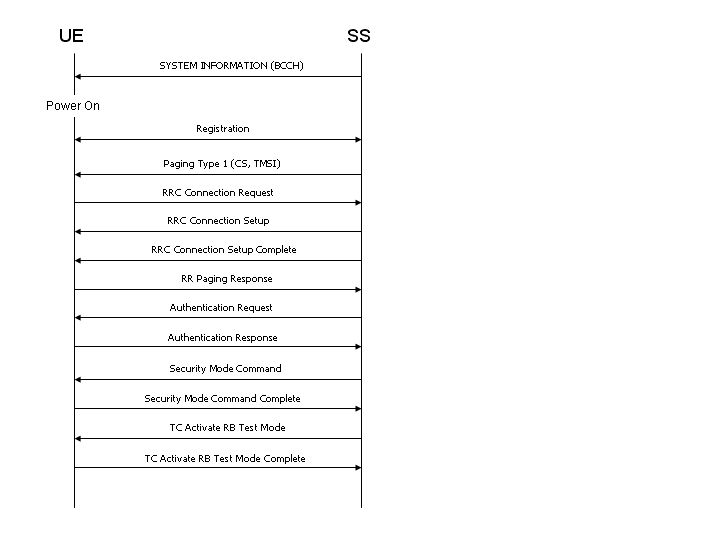 UE SS
SYSTEM INFORMATION (BCCH)
Power On
Registration
Paging Type 1 (CS, TMSI)
RRC Connection Request
RRC Connection Setup
RRC Connection Setup Complete
RR Paging Response
Authentication Request
Authentication Response
Security Mode Command
Security Mode Command Complete
TC Activate RB Test Mode
TC Activate RB Test Mode Complete